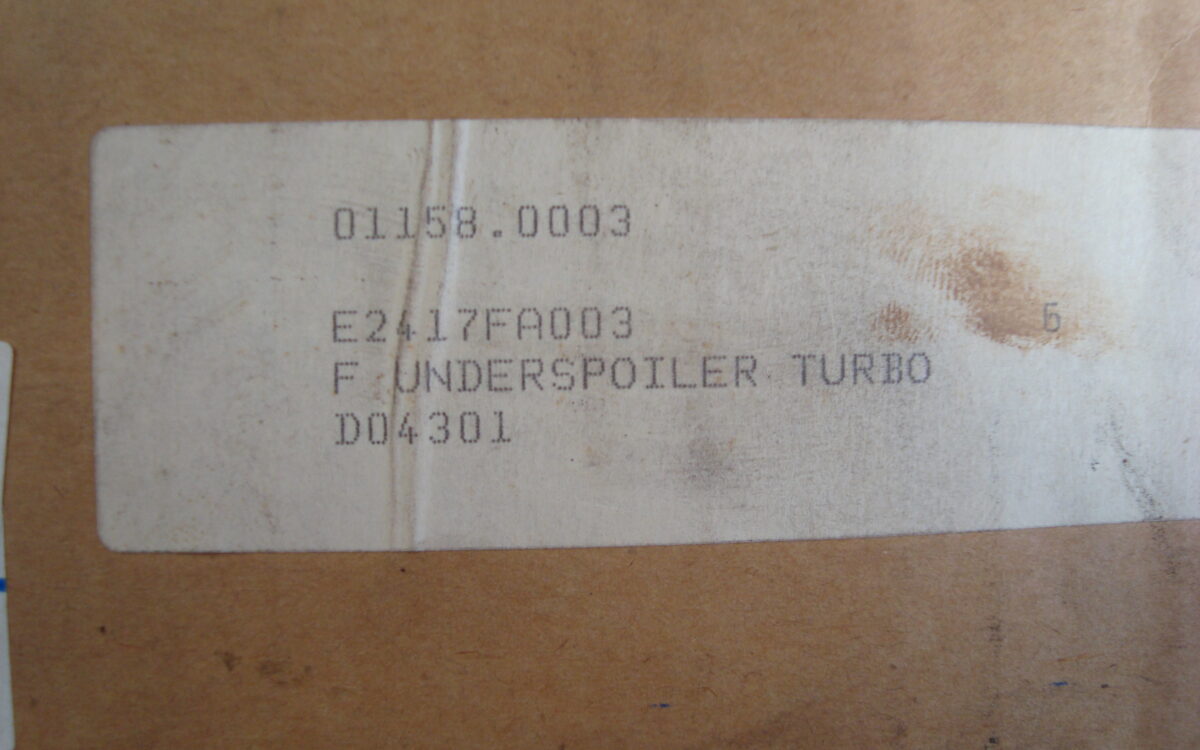 01158.0003
E2417FA003 6
F UNDERSPOILER TURBO
D04301